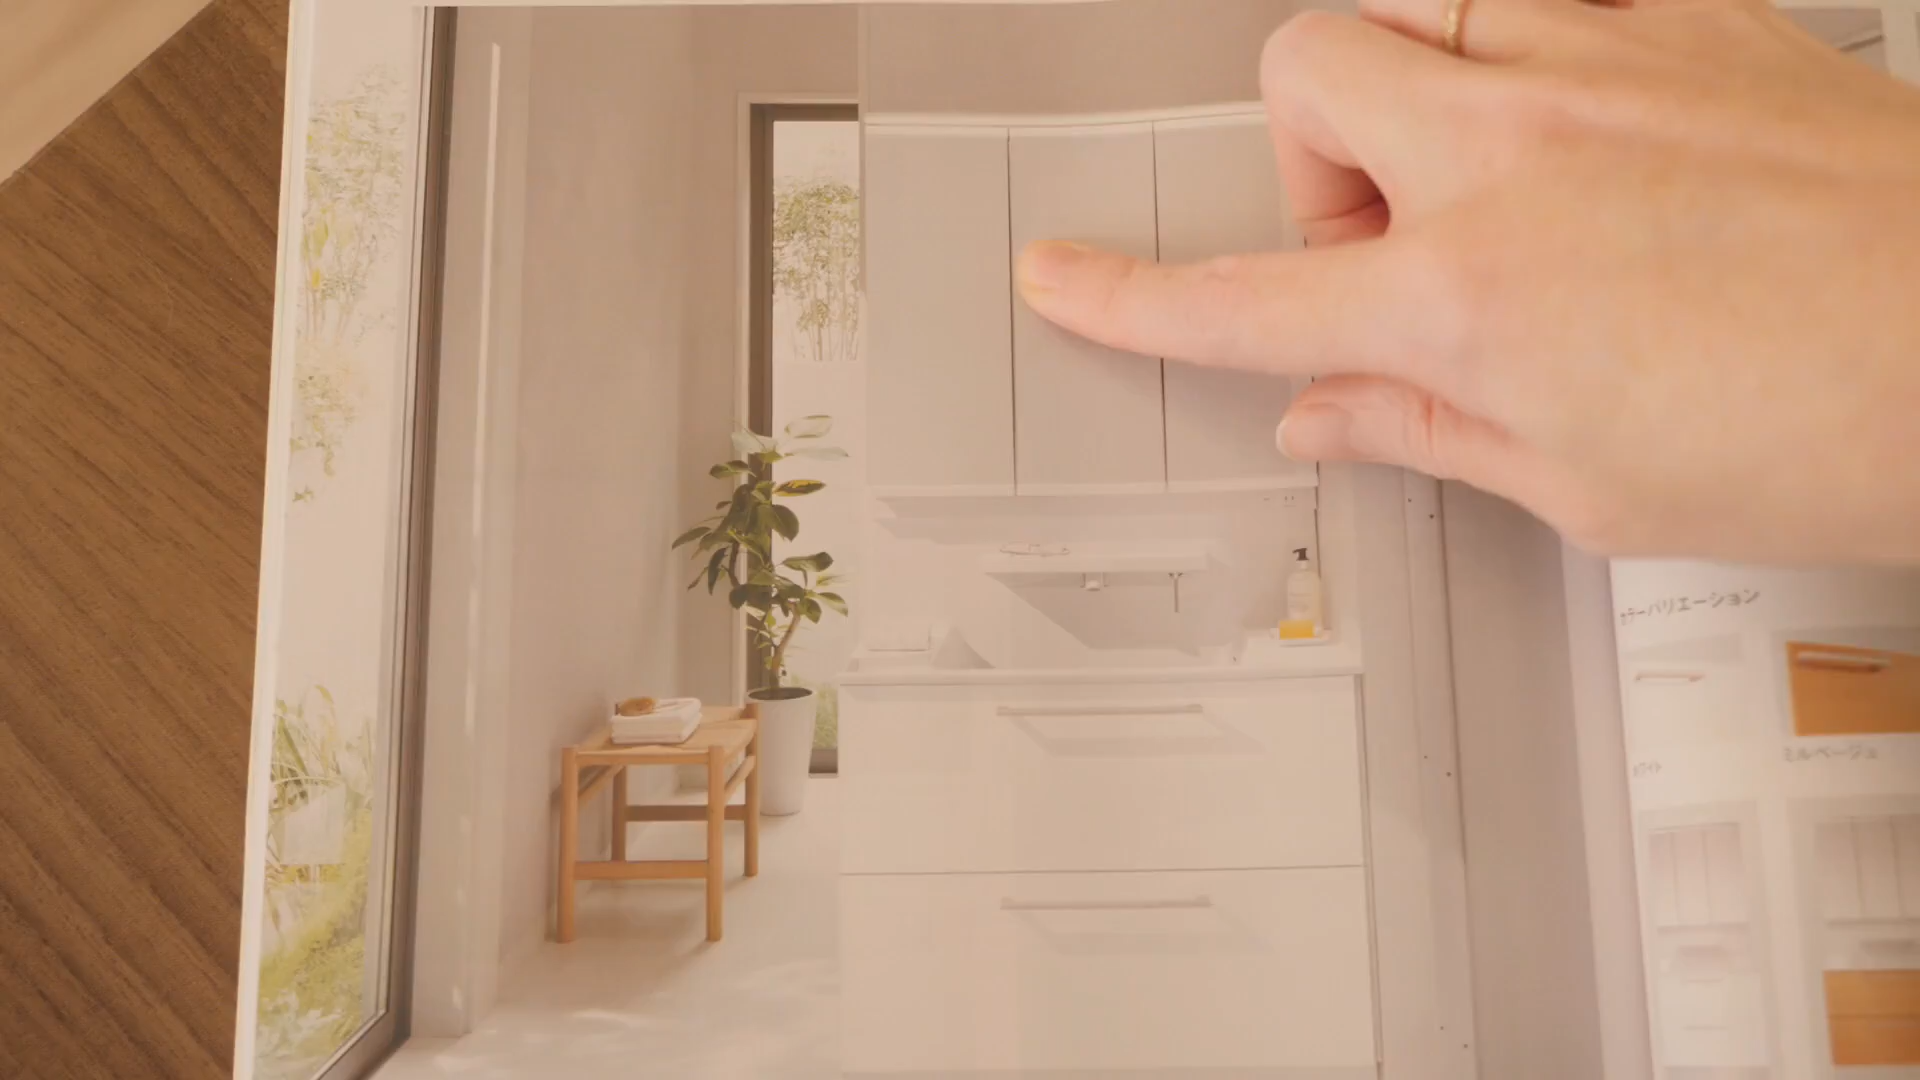 カラーバリエーション
ホワイト
ミルベージュ